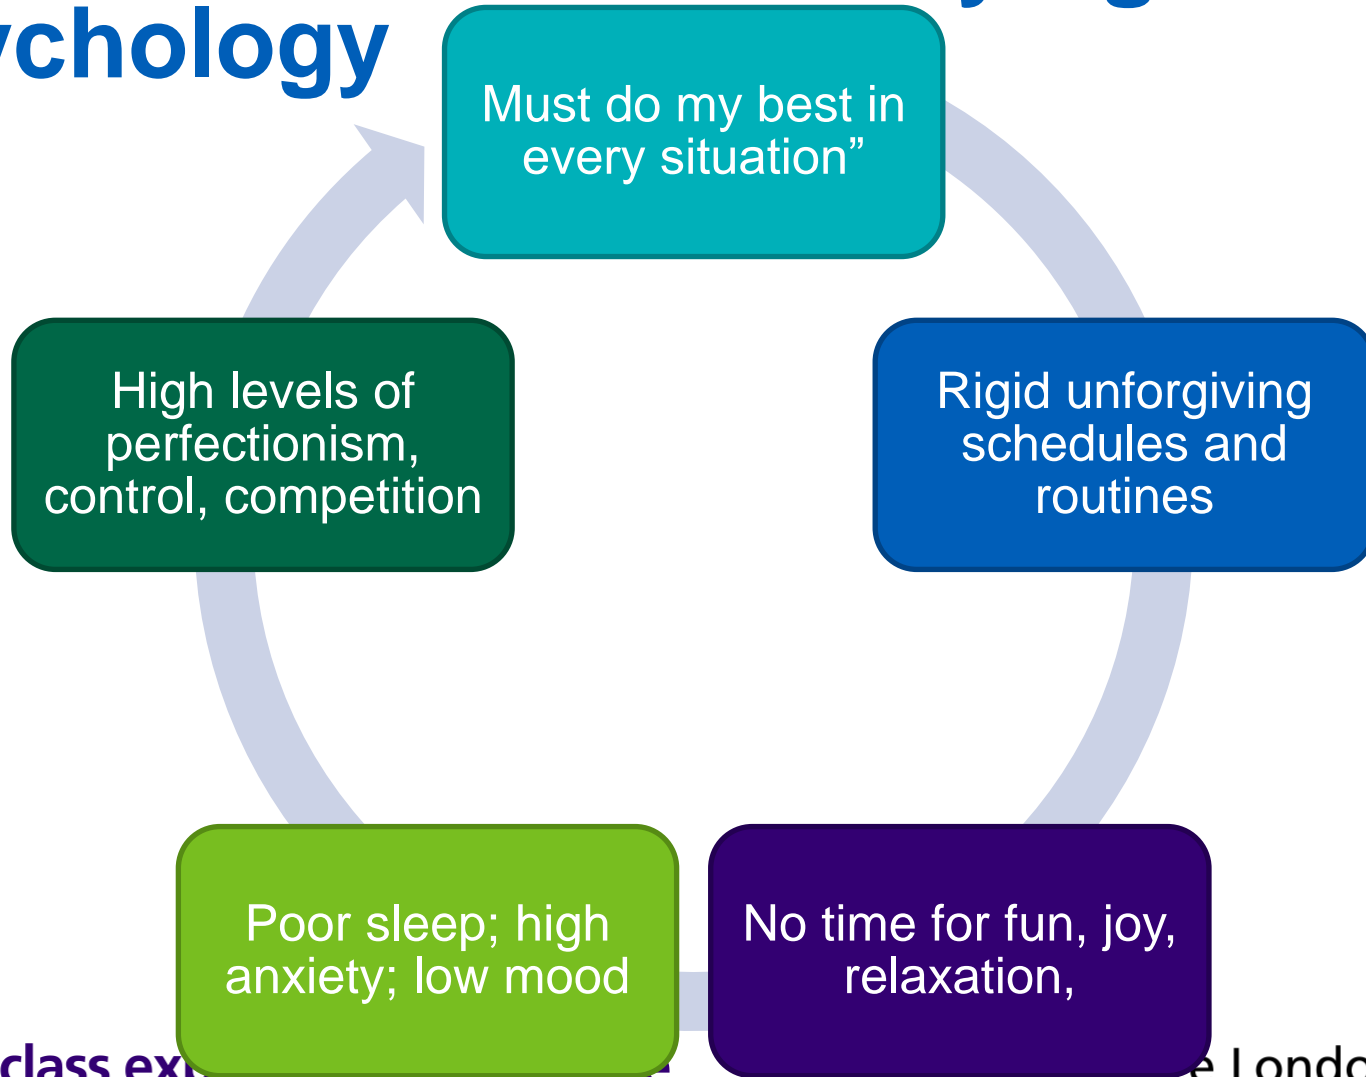 Must do my best in
every situation”
Rigid unforgiving
schedules and
routines
No time for fun, joy,
relaxation,
Poor sleep; high
anxiety; low mood
High levels of
perfectionism,
control, competition
class